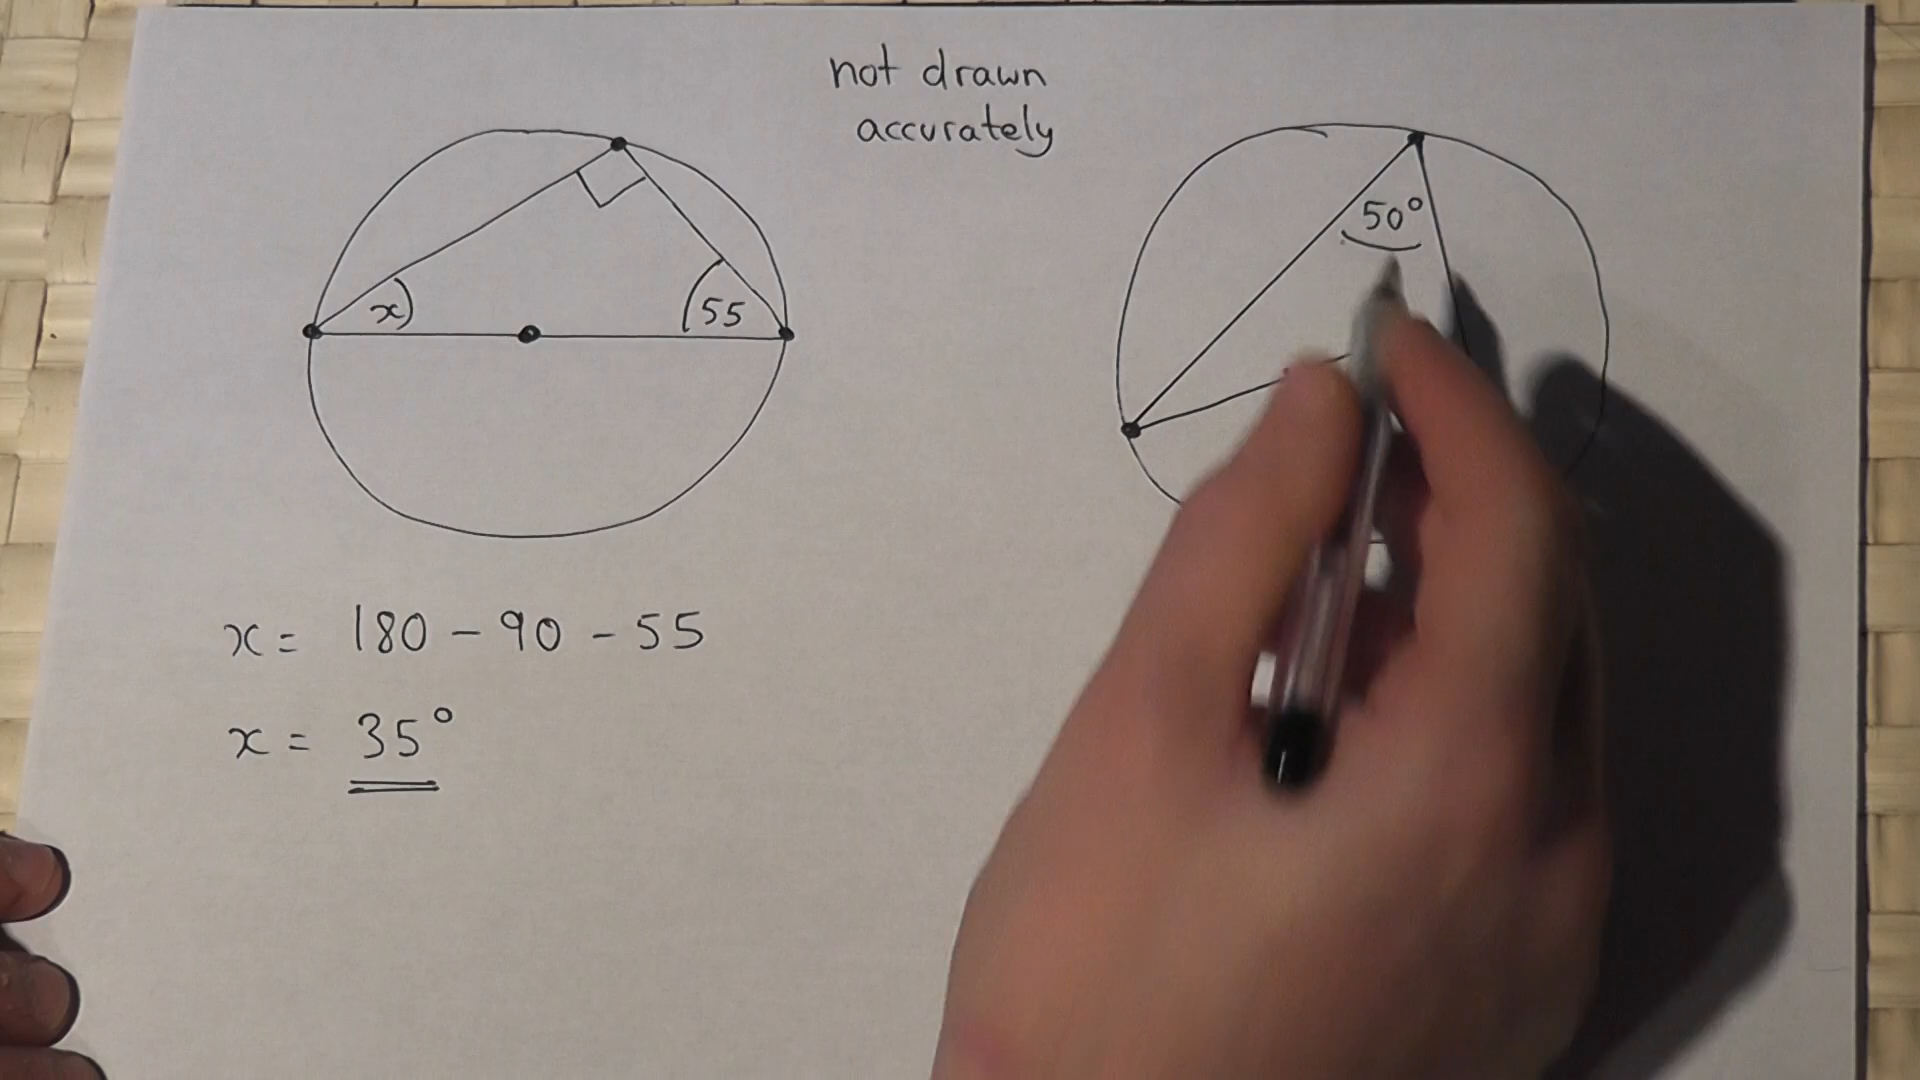 not drawn
accurately
x
55
50°
x = 180 - 90 - 55
x = 35°